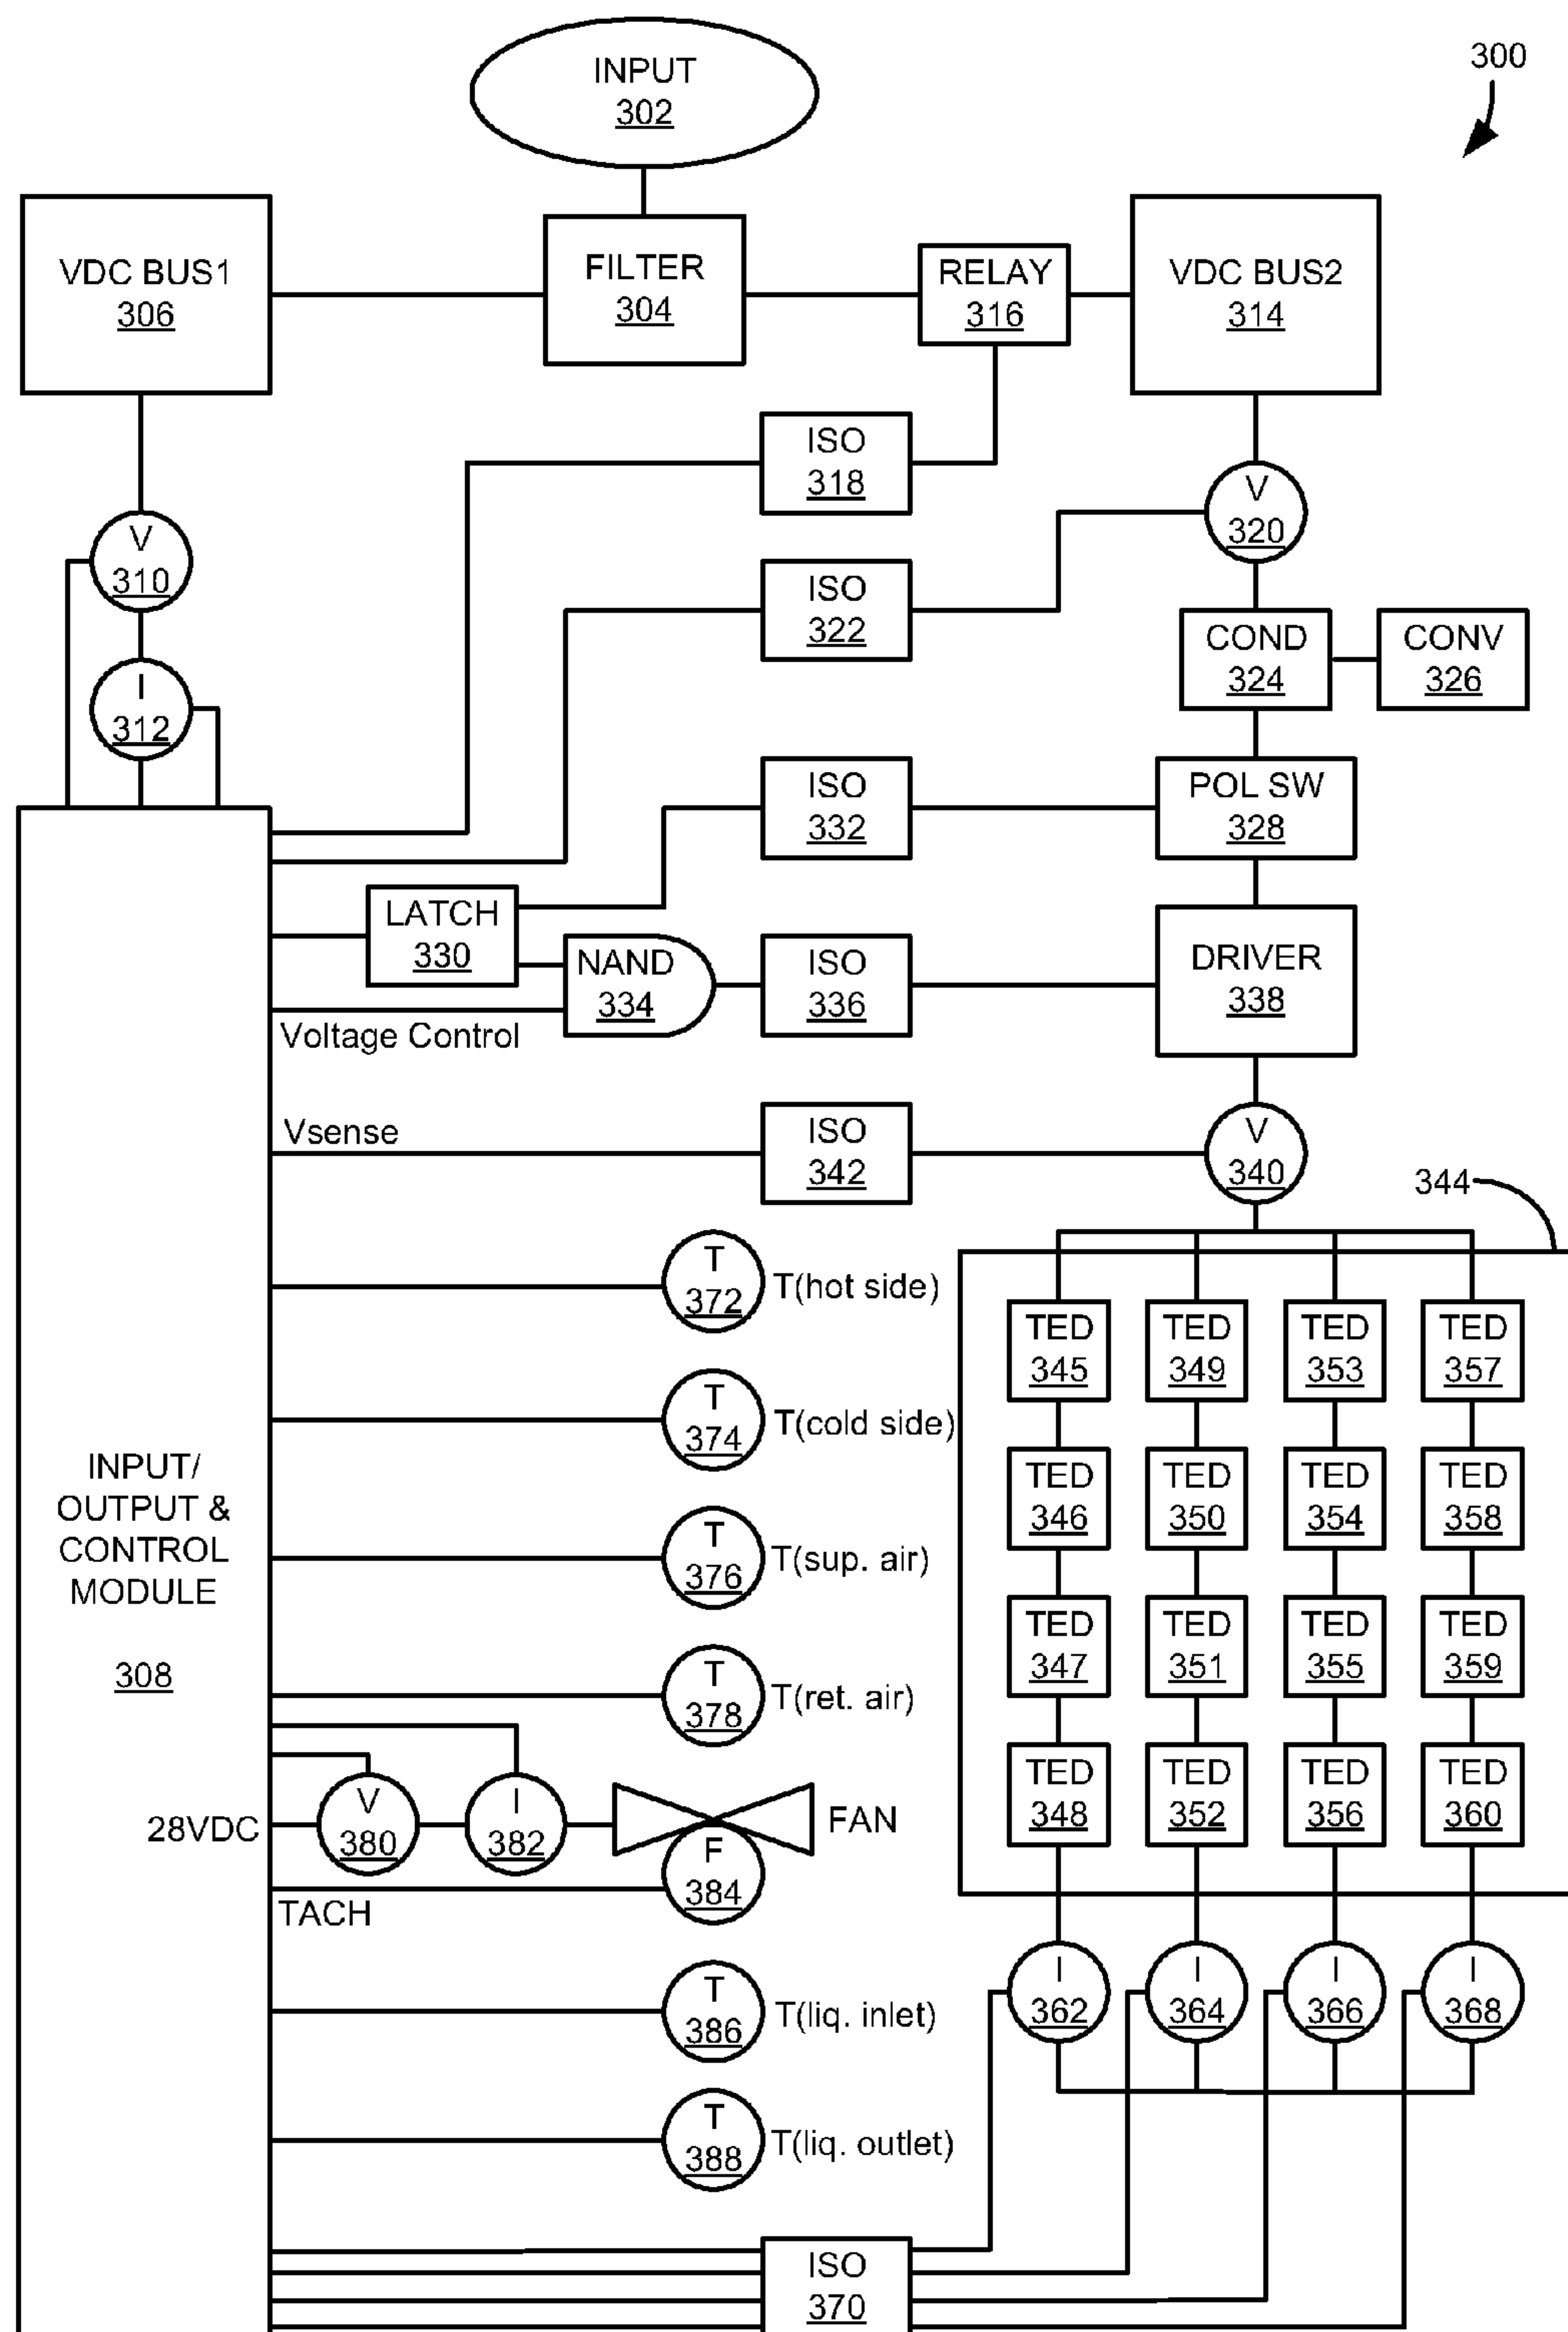 INPUT
302
300
VDC BUS1
306
FILTER
304
RELAY
316
VDC BUS2
314
ISO
318
V
320
V
310
ISO
322
COND
324
CONV
326
I
312
ISO
332
POL SW
328
LATCH
330
NAND
334
ISO
336
DRIVER
338
Voltage Control
Vsense
ISO
342
V
340
344
T
372
T(hot side)
TED
345
TED
349
TED
353
TED
357
T
374
T(cold side)
INPUT/
OUTPUT &
CONTROL
MODULE
308
TED
346
TED
350
TED
354
TED
358
T
376
T(sup. air)
TED
347
TED
351
TED
355
TED
359
T
378
T(ret. air)
TED
348
TED
352
TED
356
TED
360
28VDC
V
380
I
382
FAN
F
384
TACH
I
362
I
364
I
366
I
368
T
386
T(liq. inlet)
T
388
T(liq. outlet)
ISO
370